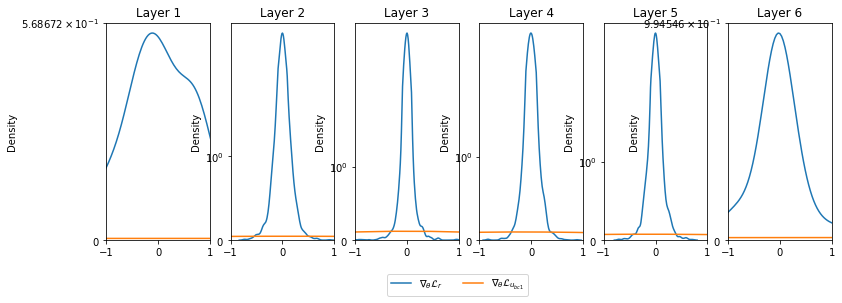 Layer 1 Layer 2 Layer 3 Layer 4 Layer 5 Layer 6
5.68672 × 10⁻¹ 9.94546 × 10⁻¹
Density Density Density Density Density Density
10⁰ 10⁰ 10⁰ 10⁰
0 0 0 0 0 0
−1 0 1 −1 0 1 −1 0 1 −1 0 1 −1 0 1 −1 0 1
∇θℒr ∇θℒu_bc1